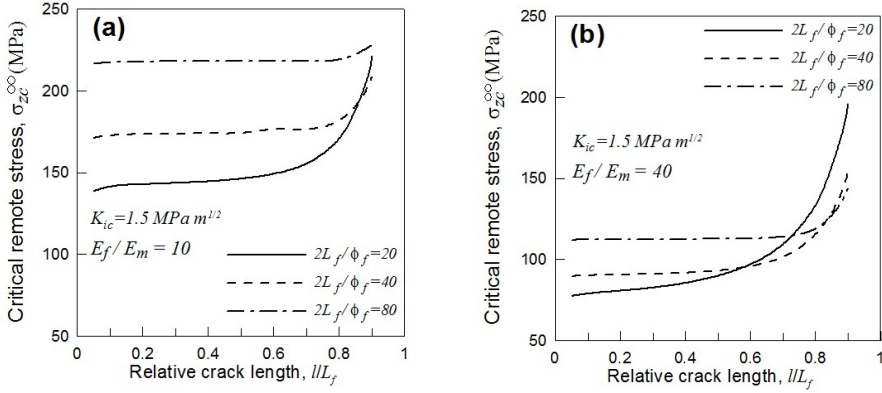 (a)
Critical remote stress, σzc∞(MPa)
250
200
150
100
50
Kic=1.5 MPa m1/2
Ef / Em = 10
2Lf/ϕf=20
2Lf/ϕf=40
2Lf/ϕf=80
0 0.2 0.4 0.6 0.8 1
Relative crack length, l/Lf
(b)
Critical remote stress, σzc∞(MPa)
250
200
150
100
50
2Lf/ϕf=20
2Lf/ϕf=40
2Lf/ϕf=80
Kic=1.5 MPa m1/2
Ef / Em = 40
0 0.2 0.4 0.6 0.8 1
Relative crack length, l/Lf